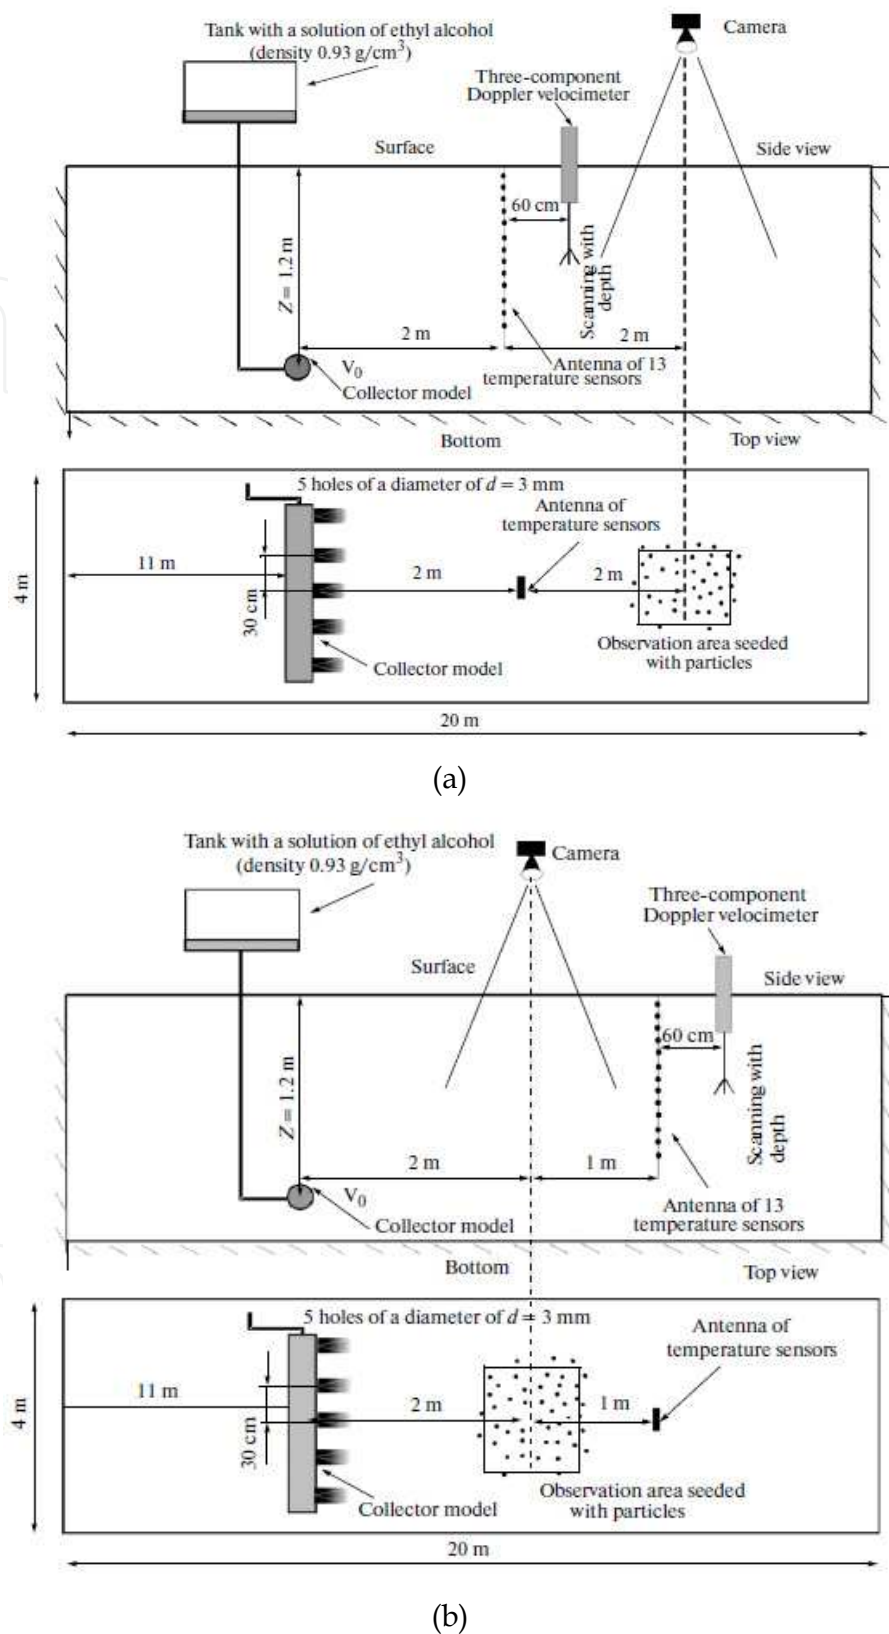 Tank with a solution of ethyl alcohol
(density 0.93 g/cm³)
Camera
Three-component
Doppler velocimeter
Surface
Side view
60 cm
Z = 1.2 m
Scanning with
depth
2 m
2 m
V₀
Antenna of 13
temperature sensors
Collector model
Bottom
Top view
5 holes of a diameter of d = 3 mm
Antenna of
temperature sensors
11 m
2 m
2 m
4 m
30 cm
Observation area seeded
with particles
Collector model
20 m
(a)
Tank with a solution of ethyl alcohol
(density 0.93 g/cm³)
Camera
Three-component
Doppler velocimeter
Surface
Side view
60 cm
Z = 1.2 m
Scanning with
depth
2 m
1 m
V₀
Antenna of 13
temperature sensors
Collector model
Bottom
Top view
5 holes of a diameter of d = 3 mm
Antenna of
temperature sensors
11 m
2 m
1 m
4 m
30 cm
Observation area seeded
with particles
Collector model
20 m
(b)